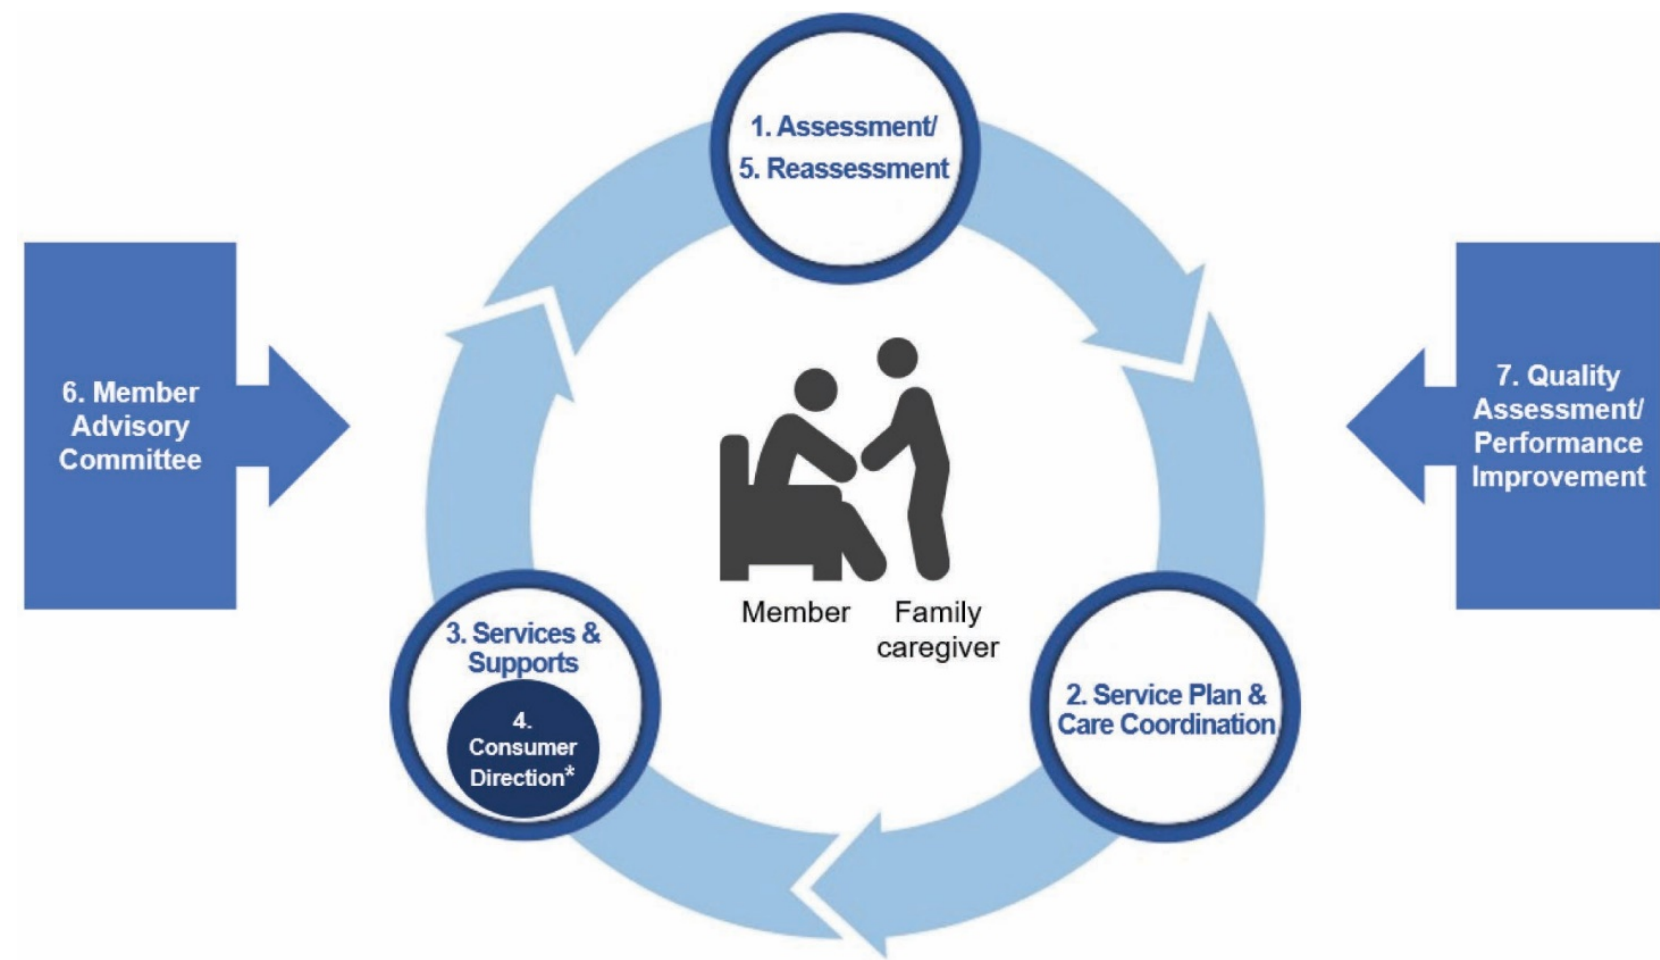 1. Assessment/
5. Reassessment
6. Member
Advisory
Committee
7. Quality
Assessment/
Performance
Improvement
Member
Family
caregiver
3. Services &
Supports
4.
Consumer
Direction*
2. Service Plan &
Care Coordination